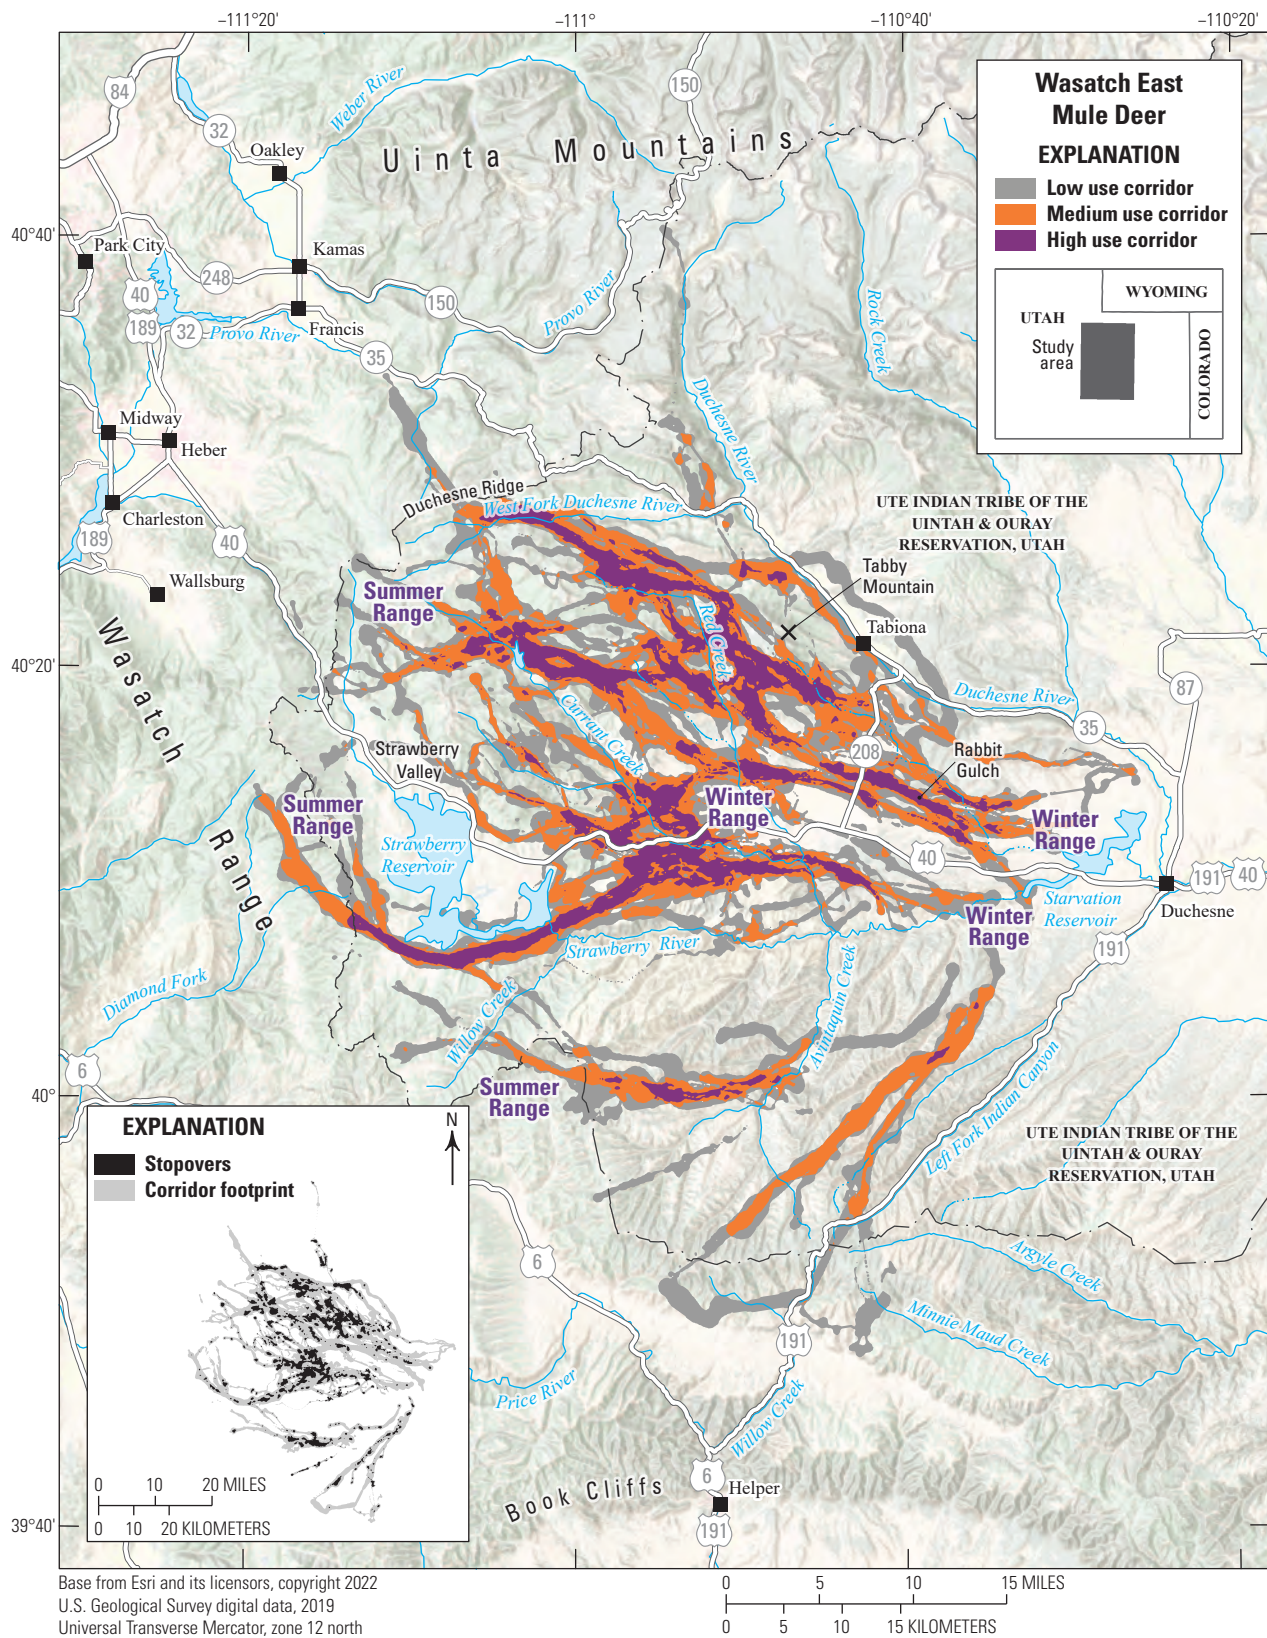 −111°20'
−111°
−110°40'
−110°20'
84
32
Oakley
Weber River
150
Uinta Mountains
Wasatch East
Mule Deer
EXPLANATION
Low use corridor
Medium use corridor
High use corridor
WYOMING
UTAH
Study
area
COLORADO
40°40'
Park City
Kamas
248
40
189
32
Provo River
Francis
150
Provo River
35
Rock Creek
Duchesne River
Midway
Heber
Charleston
189
40
Wallsburg
Duchesne Ridge
West Fork Duchesne River
UTE INDIAN TRIBE OF THE
UINTAH & OURAY
RESERVATION, UTAH
Tabby
Mountain
Summer
Range
Red Creek
Tabiona
40°20'
Wasatch
Range
Duchesne River
87
35
Currant Creek
Strawberry
Valley
208
Rabbit
Gulch
Summer
Range
Winter
Range
Winter
Range
Strawberry
Reservoir
40
191
40
Starvation
Reservoir
Duchesne
Winter
Range
191
Strawberry River
Diamond Fork
Willow Creek
Avintaquin Creek
6
40°
Summer
Range
Left Fork Indian Canyon
UTE INDIAN TRIBE OF THE
UINTAH & OURAY
RESERVATION, UTAH
EXPLANATION
Stopovers
Corridor footprint
N
0 10 20 MILES
0 10 20 KILOMETERS
6
Argyle Creek
Minnie Maud Creek
191
Price River
Willow Creek
6
Helper
191
Book Cliffs
39°40'
Base from Esri and its licensors, copyright 2022
U.S. Geological Survey digital data, 2019
Universal Transverse Mercator, zone 12 north
0 5 10 15 MILES
0 5 10 15 KILOMETERS